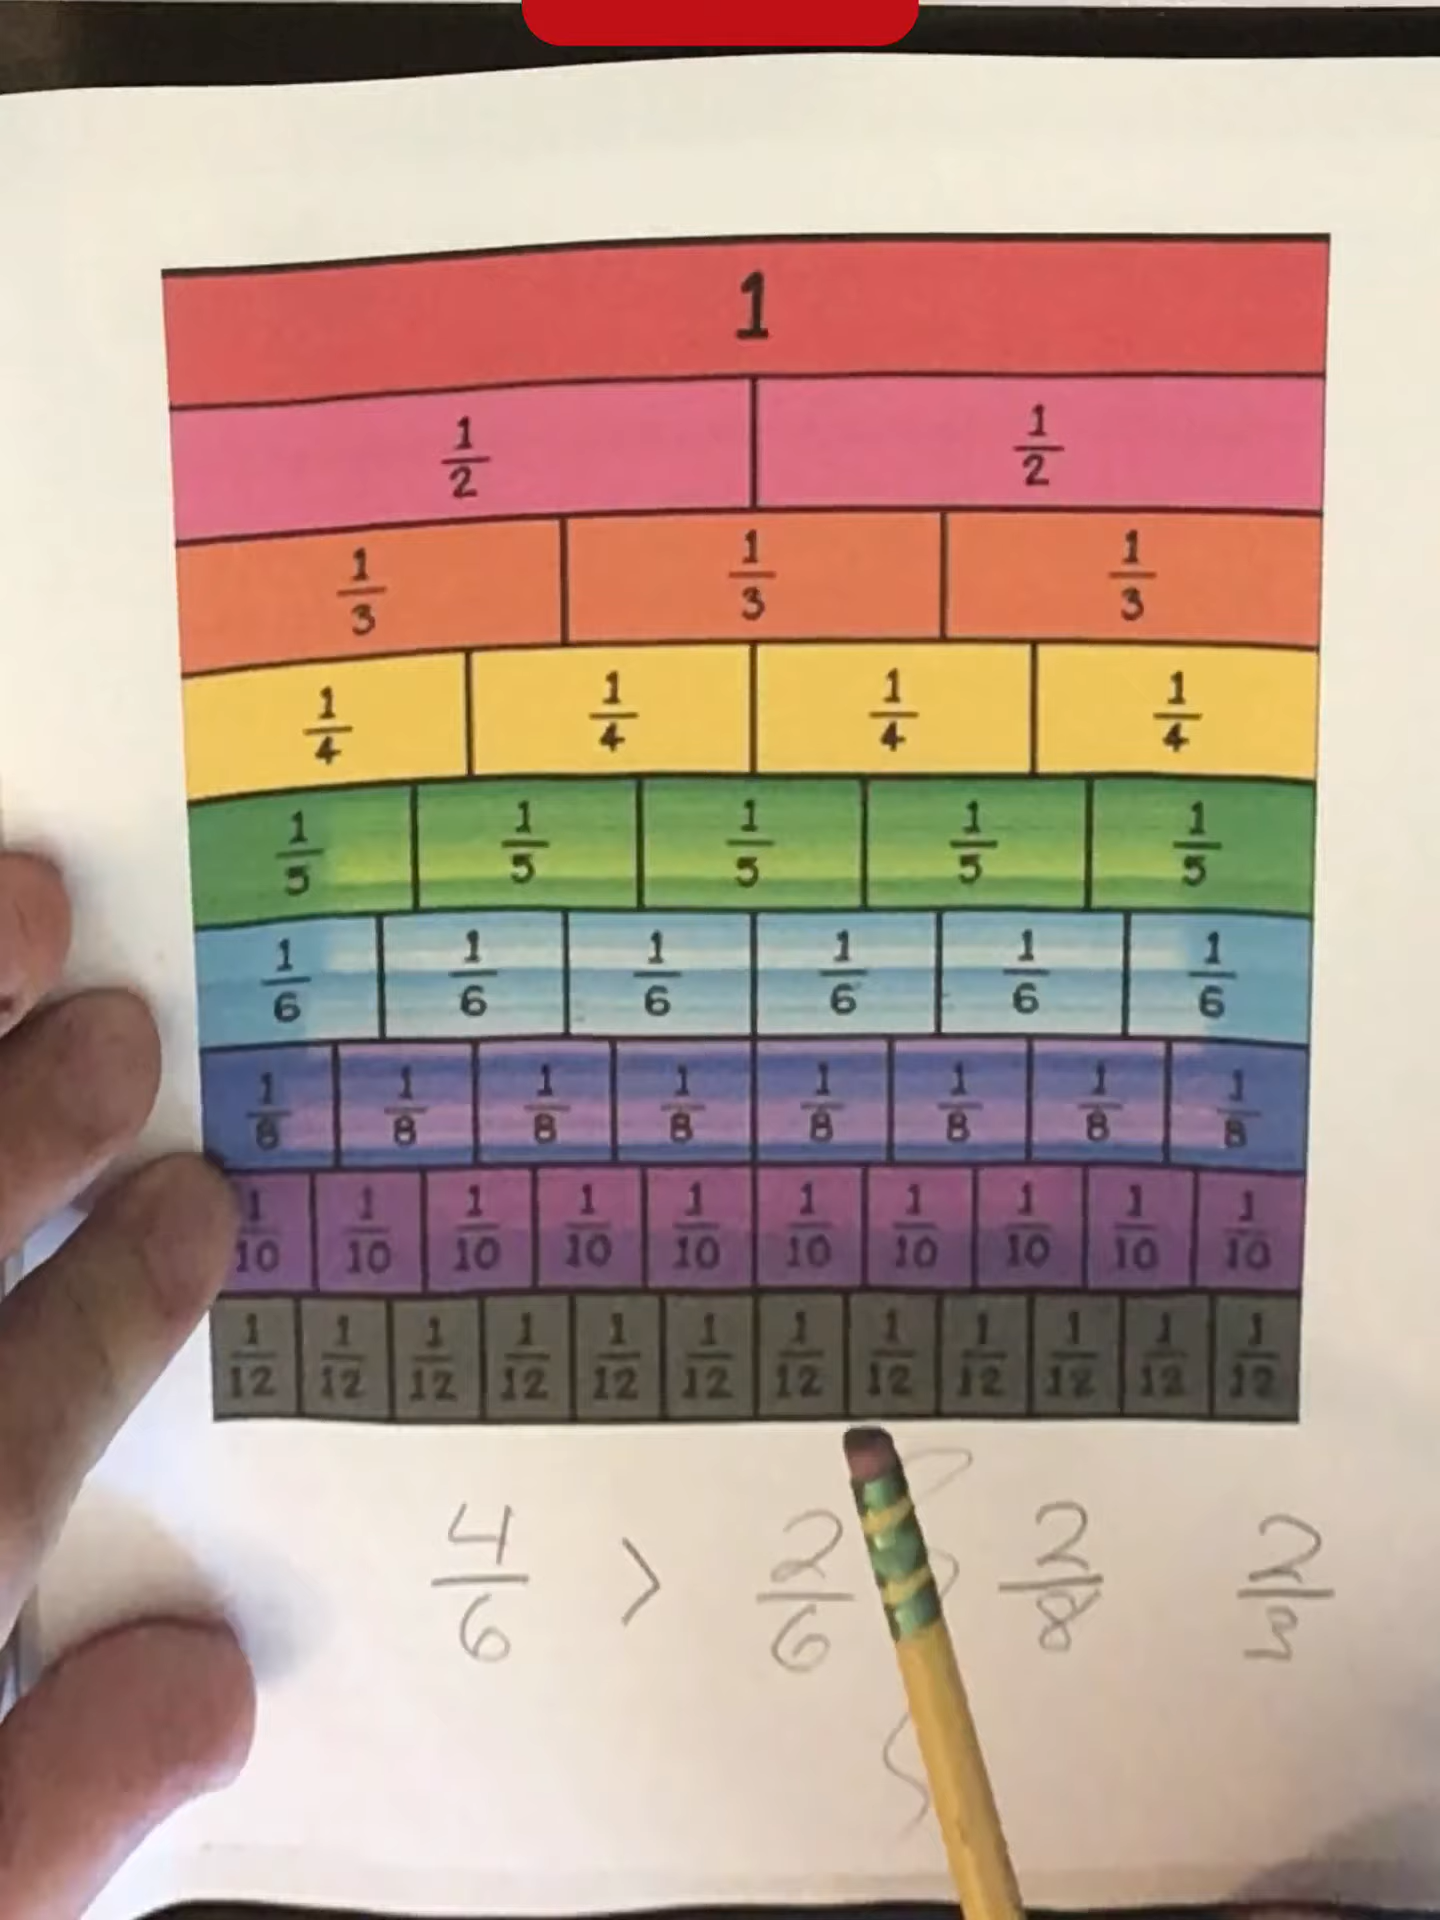 1
1/2 1/2
1/3 1/3 1/3
1/4 1/4 1/4 1/4
1/5 1/5 1/5 1/5 1/5
1/6 1/6 1/6 1/6 1/6 1/6
1/8 1/8 1/8 1/8 1/8 1/8 1/8 1/8
1/10 1/10 1/10 1/10 1/10 1/10 1/10 1/10 1/10 1/10
1/12 1/12 1/12 1/12 1/12 1/12 1/12 1/12 1/12 1/12 1/12 1/12
4/6 > 2/6 2/8